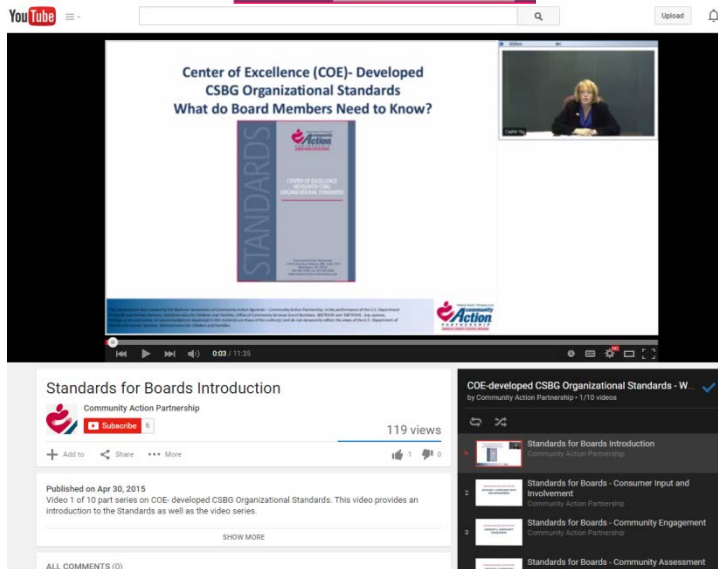 You Tube
Upload
Center of Excellence (COE)- Developed
CSBG Organizational Standards
What do Board Members Need to Know?
STANDARDS
community
Action
CENTER OF EXCELLENCE
DEVELOPED CSBG
ORGANIZATIONAL STANDARDS
community
Action
PARTNERSHIP
0:03 / 11:35
Standards for Boards Introduction
Community Action Partnership
Subscribe 6
119 views
Add to Share More
1 0
Published on Apr 30, 2015
Video 1 of 10 part series on COE- developed CSBG Organizational Standards. This video provides an
introduction to the Standards as well as the video series.
SHOW MORE
ALL COMMENTS (0)
COE-developed CSBG Organizational Standards - W...
by Community Action Partnership • 1/10 videos
Standards for Boards Introduction
Community Action Partnership
2
Standards for Boards - Consumer Input and
Involvement
Community Action Partnership
3
Standards for Boards - Community Engagement
Community Action Partnership
Standards for Boards - Community Assessment